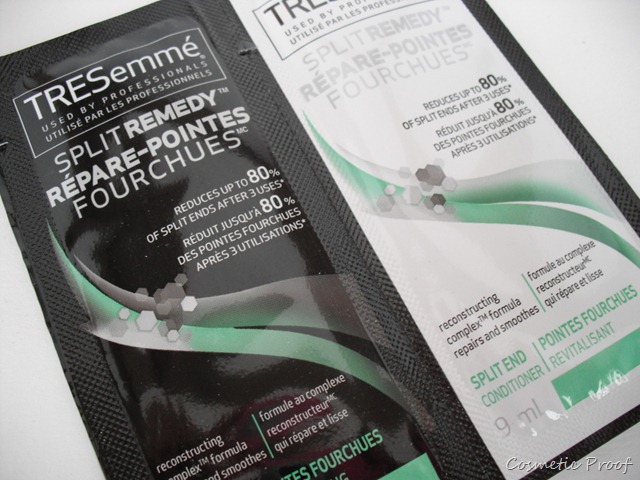 TRESemmé®
USED BY PROFESSIONALS
UTILISÉ PAR LES PROFESSIONNELS
SPLIT REMEDY™
RÉPARE-POINTES
FOURCHUES MC
REDUCES UP TO 80%
OF SPLIT ENDS AFTER 3 USES*
RÉDUIT JUSQU'À 80%
DES POINTES FOURCHUES
APRÈS 3 UTILISATIONS*
reconstructing
complex™ formula
repairs and smoothes
formule au complexe
reconstructeur MC
qui répare et lisse
POINTES FOURCHUES
TRESemmé
USED BY PROFESSIONALS
UTILISÉ PAR LES PROFESSIONNELS
SPLIT REMEDY™
RÉPARE-POINTES
FOURCHUES MC
REDUCES UP TO 80%
OF SPLIT ENDS AFTER 3 USES*
RÉDUIT JUSQU'À 80%
DES POINTES FOURCHUES
APRÈS 3 UTILISATIONS*
reconstructing
complex™ formula
repairs and smoothes
formule au complexe
reconstructeur MC
qui répare et lisse
SPLIT END
CONDITIONER
POINTES FOURCHUES
REVITALISANT
9 ml
Cosmetic Proof